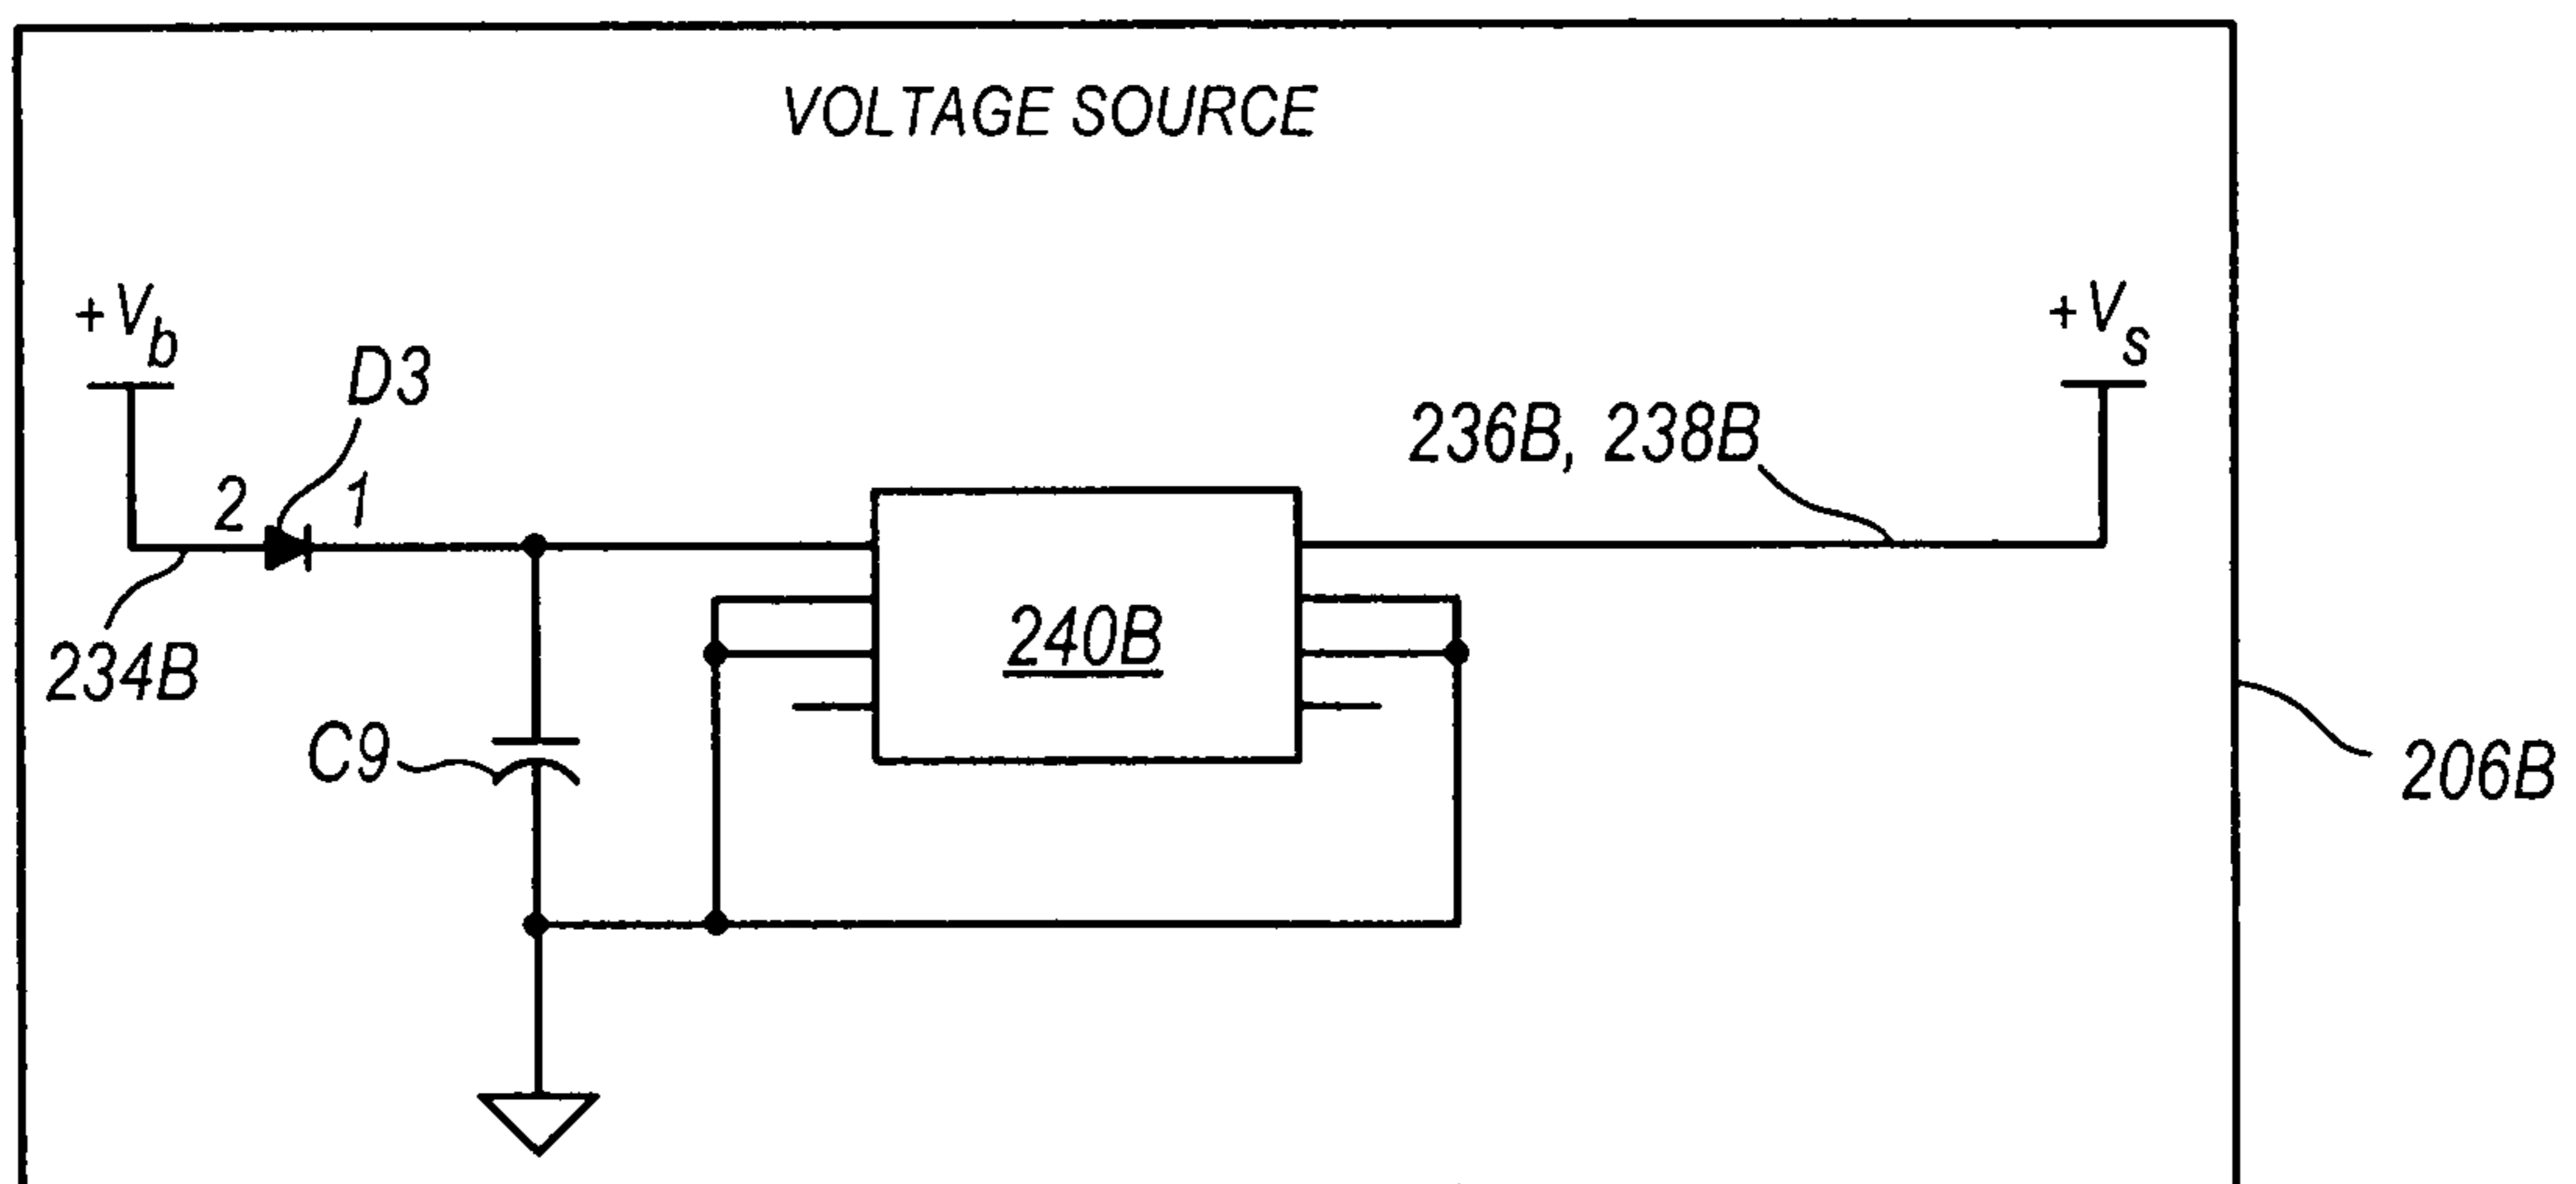 VOLTAGE SOURCE
+Vb
+Vs
D3
236B, 238B
2
1
240B
234B
C9
206B